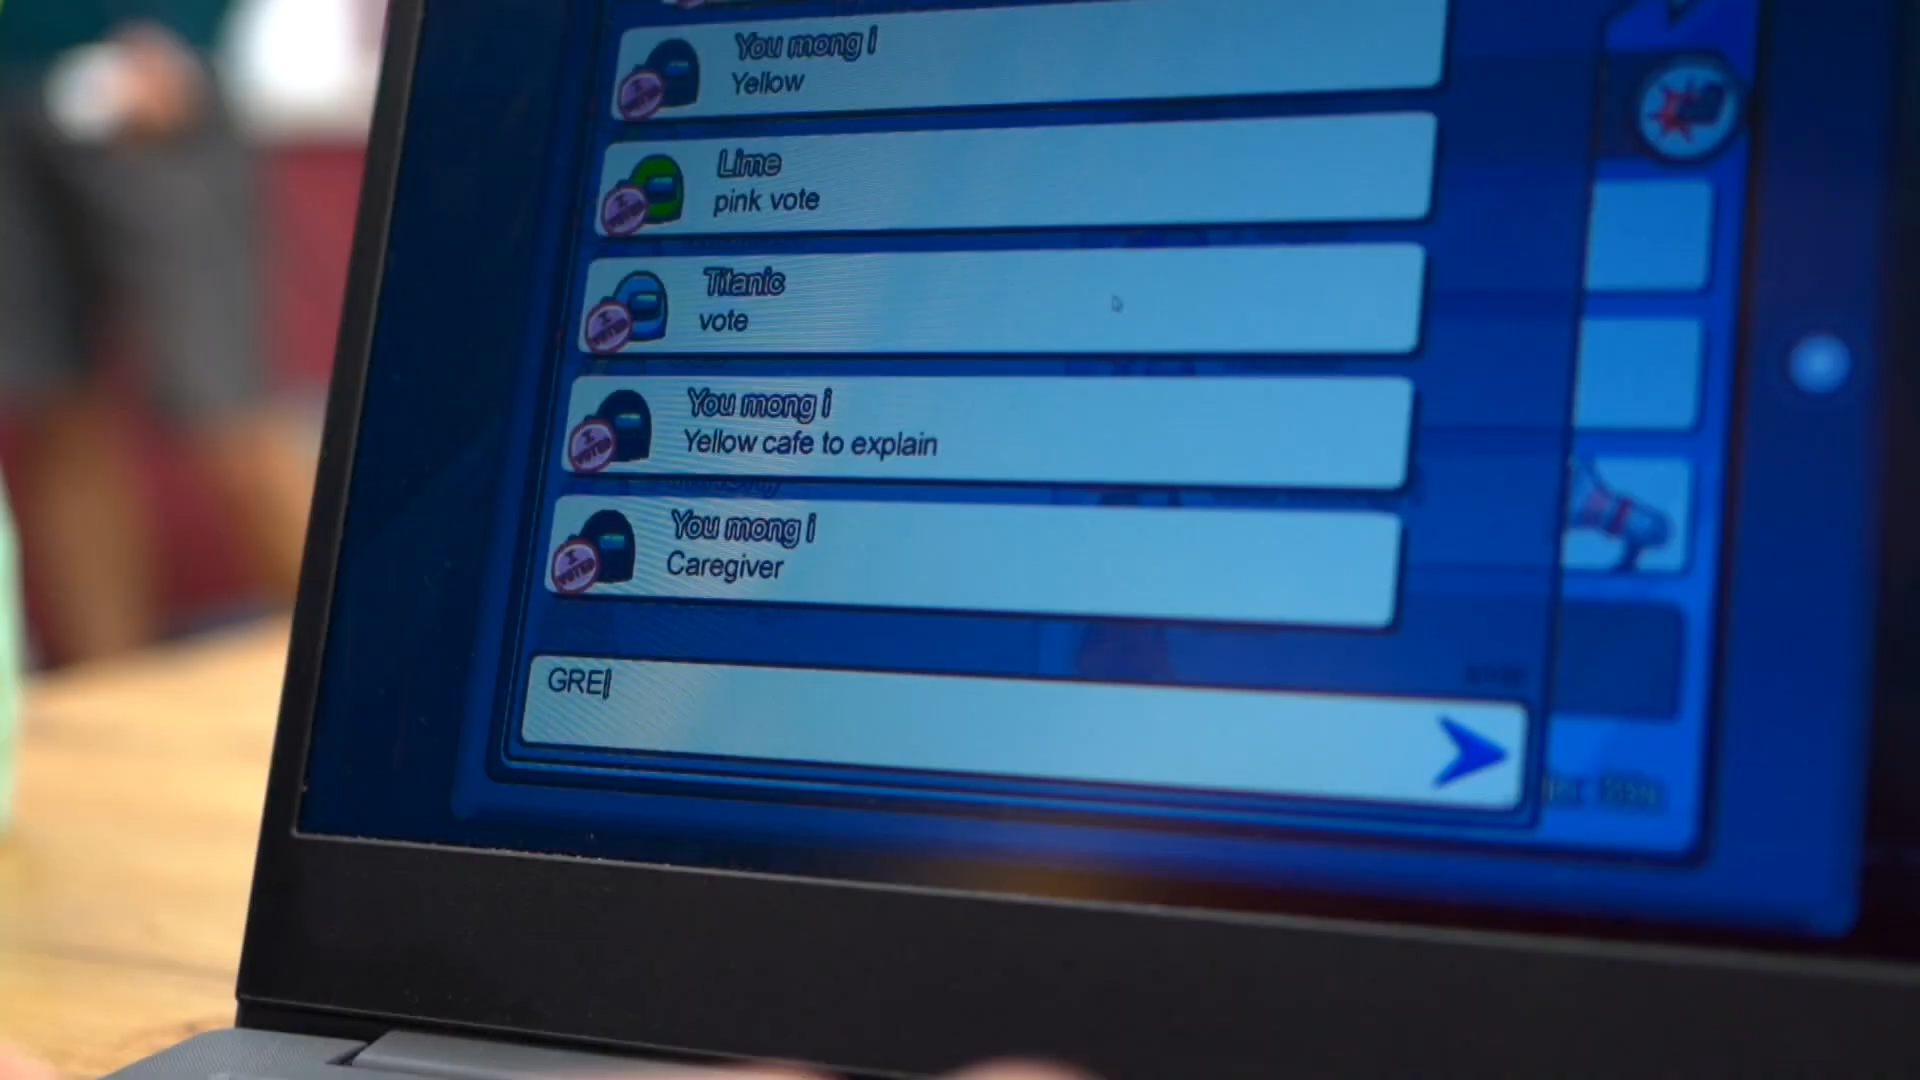 You mong i
Yellow
Lime
pink vote
Titanic
vote
You mong i
Yellow cafe to explain
You mong i
Caregiver
GRE